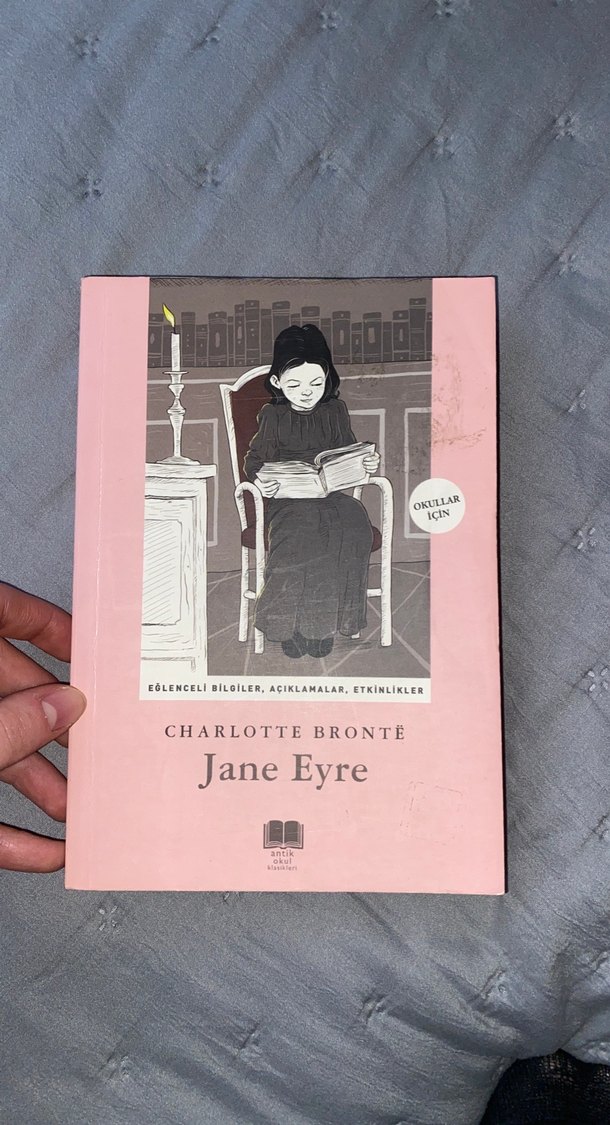 OKULLAR
İÇİN
EĞLENCELİ BİLGİLER, AÇIKLAMALAR, ETKİNLİKLER
CHARLOTTE BRONTË
Jane Eyre
antik
okul
klasikleri